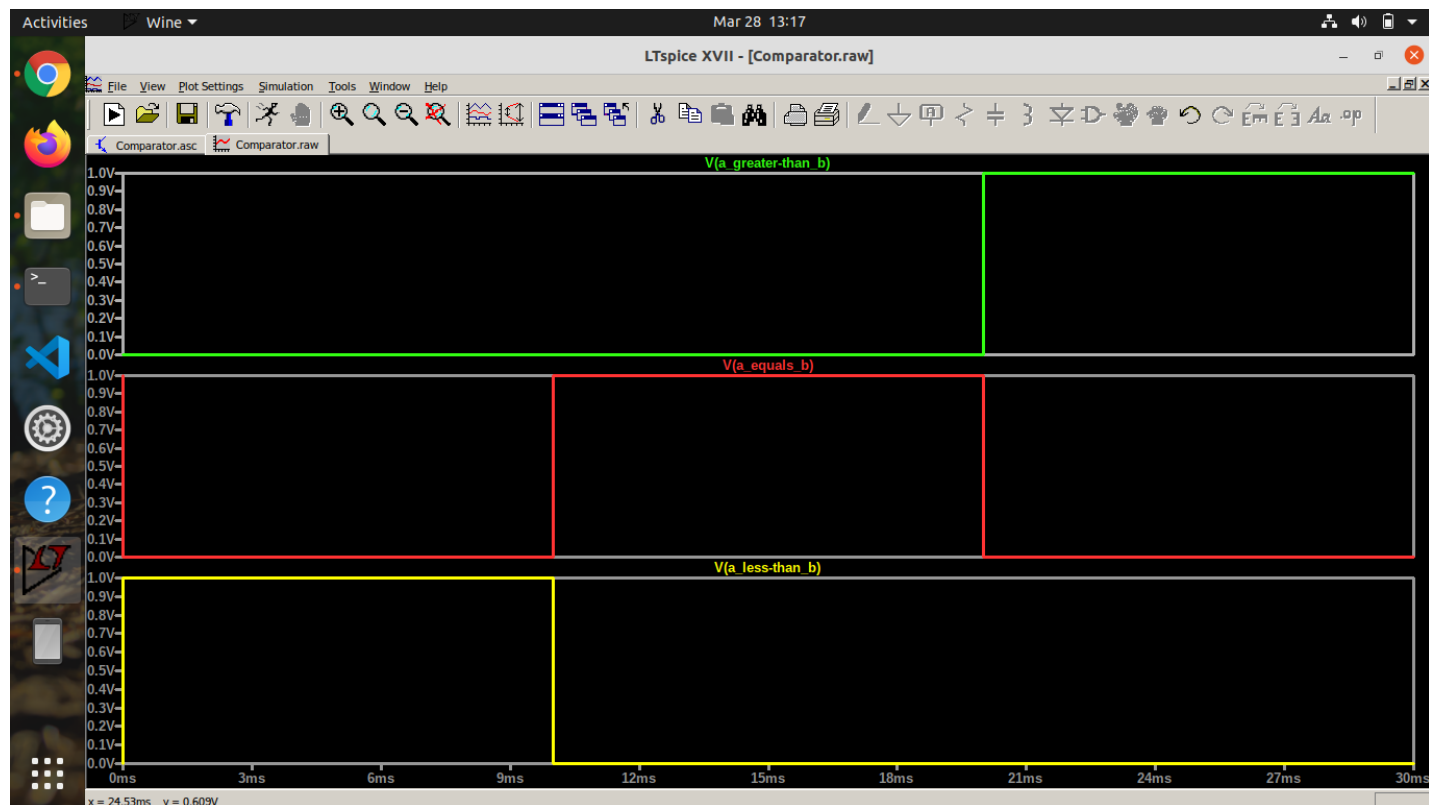 Activities Wine Mar 28 13:17
LTspice XVII - [Comparator.raw]
File View Plot Settings Simulation Tools Window Help
Comparator.asc Comparator.raw
V(a_greater-than_b)
1.0V
0.9V
0.8V
0.7V
0.6V
0.5V
0.4V
0.3V
0.2V
0.1V
0.0V
V(a_equals_b)
1.0V
0.9V
0.8V
0.7V
0.6V
0.5V
0.4V
0.3V
0.2V
0.1V
0.0V
V(a_less-than_b)
1.0V
0.9V
0.8V
0.7V
0.6V
0.5V
0.4V
0.3V
0.2V
0.1V
0.0V
0ms 3ms 6ms 9ms 12ms 15ms 18ms 21ms 24ms 27ms 30ms
x = 24.53ms y = 0.609V